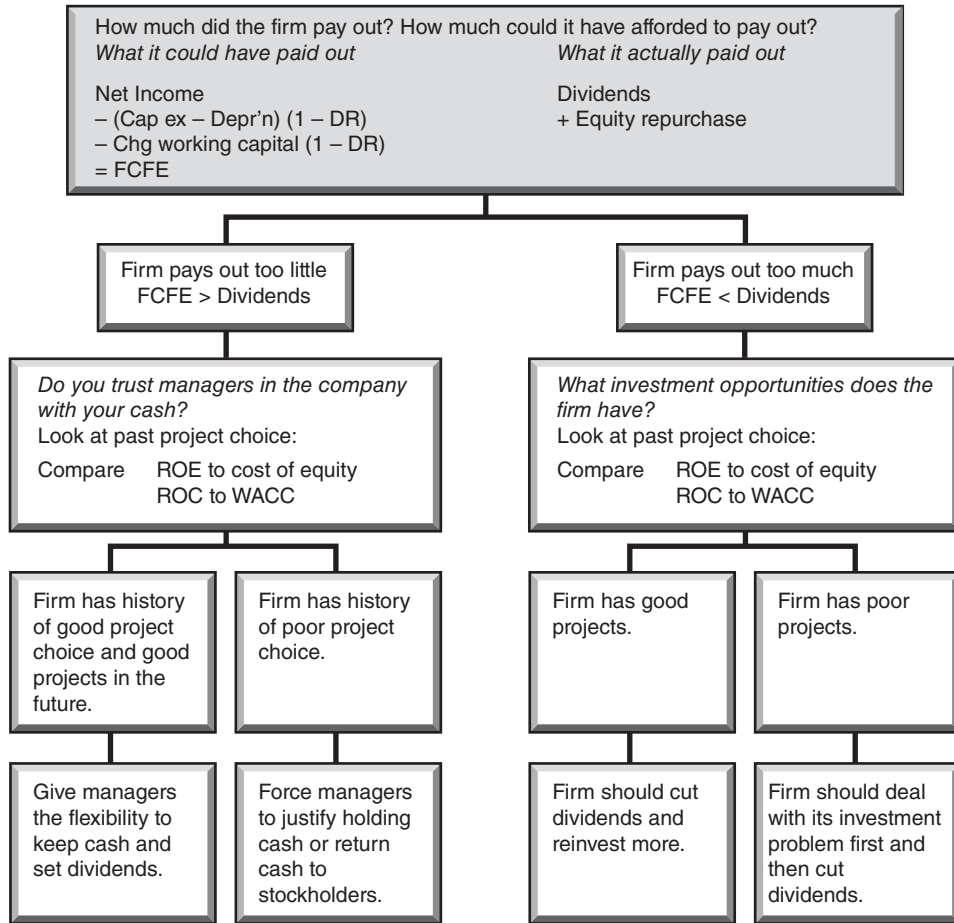 How much did the firm pay out? How much could it have afforded to pay out?
What it could have paid out
Net Income
– (Cap ex – Depr'n) (1 – DR)
– Chg working capital (1 – DR)
= FCFE
What it actually paid out
Dividends
+ Equity repurchase
Firm pays out too little
FCFE > Dividends
Firm pays out too much
FCFE < Dividends
Do you trust managers in the company
with your cash?
Look at past project choice:
Compare ROE to cost of equity
ROC to WACC
What investment opportunities does the
firm have?
Look at past project choice:
Compare ROE to cost of equity
ROC to WACC
Firm has history
of good project
choice and good
projects in the
future.
Firm has history
of poor project
choice.
Firm has good
projects.
Firm has poor
projects.
Give managers
the flexibility to
keep cash and
set dividends.
Force managers
to justify holding
cash or return
cash to
stockholders.
Firm should cut
dividends and
reinvest more.
Firm should deal
with its investment
problem first and
then cut
dividends.